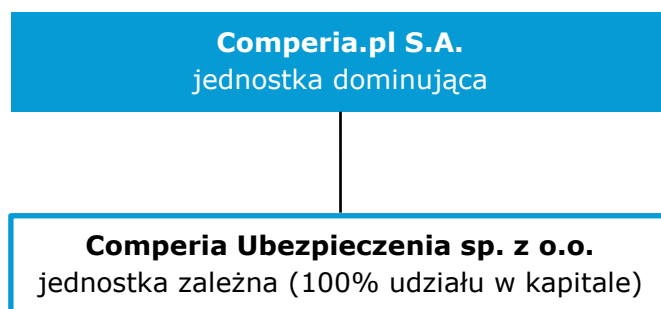 Comperia.pl S.A.
jednostka dominująca
Comperia Ubezpieczenia sp. z o.o.
jednostka zależna (100% udziału w kapitale)